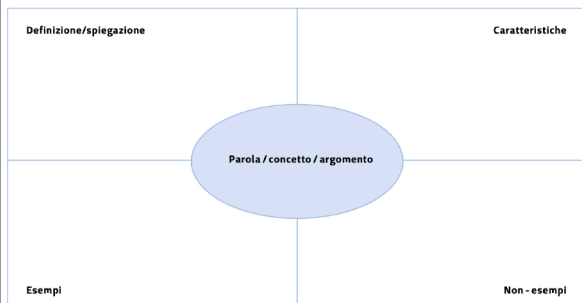 Definizione/spiegazione
Caratteristiche
Parola / concetto / argomento
Esempi
Non - esempi